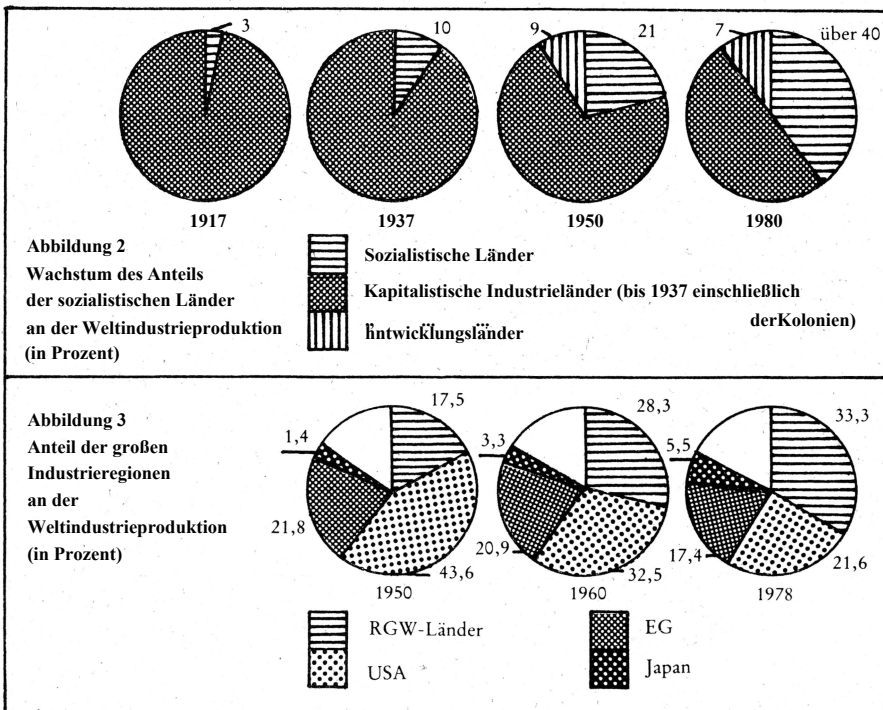 3
10
9
21
7
über 40
1917
1937
1950
1980
Abbildung 2
Wachstum des Anteils
der sozialistischen Länder
an der Weltindustrieproduktion
(in Prozent)
Sozialistische Länder
Kapitalistische Industrieländer (bis 1937 einschließlich
derKolonien)
Abbildung 3
Anteil der großen
Industrieregionen
an der
Weltindustrieproduktion
(in Prozent)
17,5
1,4
21,8
43,6
1950
28,3
3,3
20,9
32,5
1960
33,3
5,5
17,4
21,6
1978
RGW-Länder
USA
EG
Japan